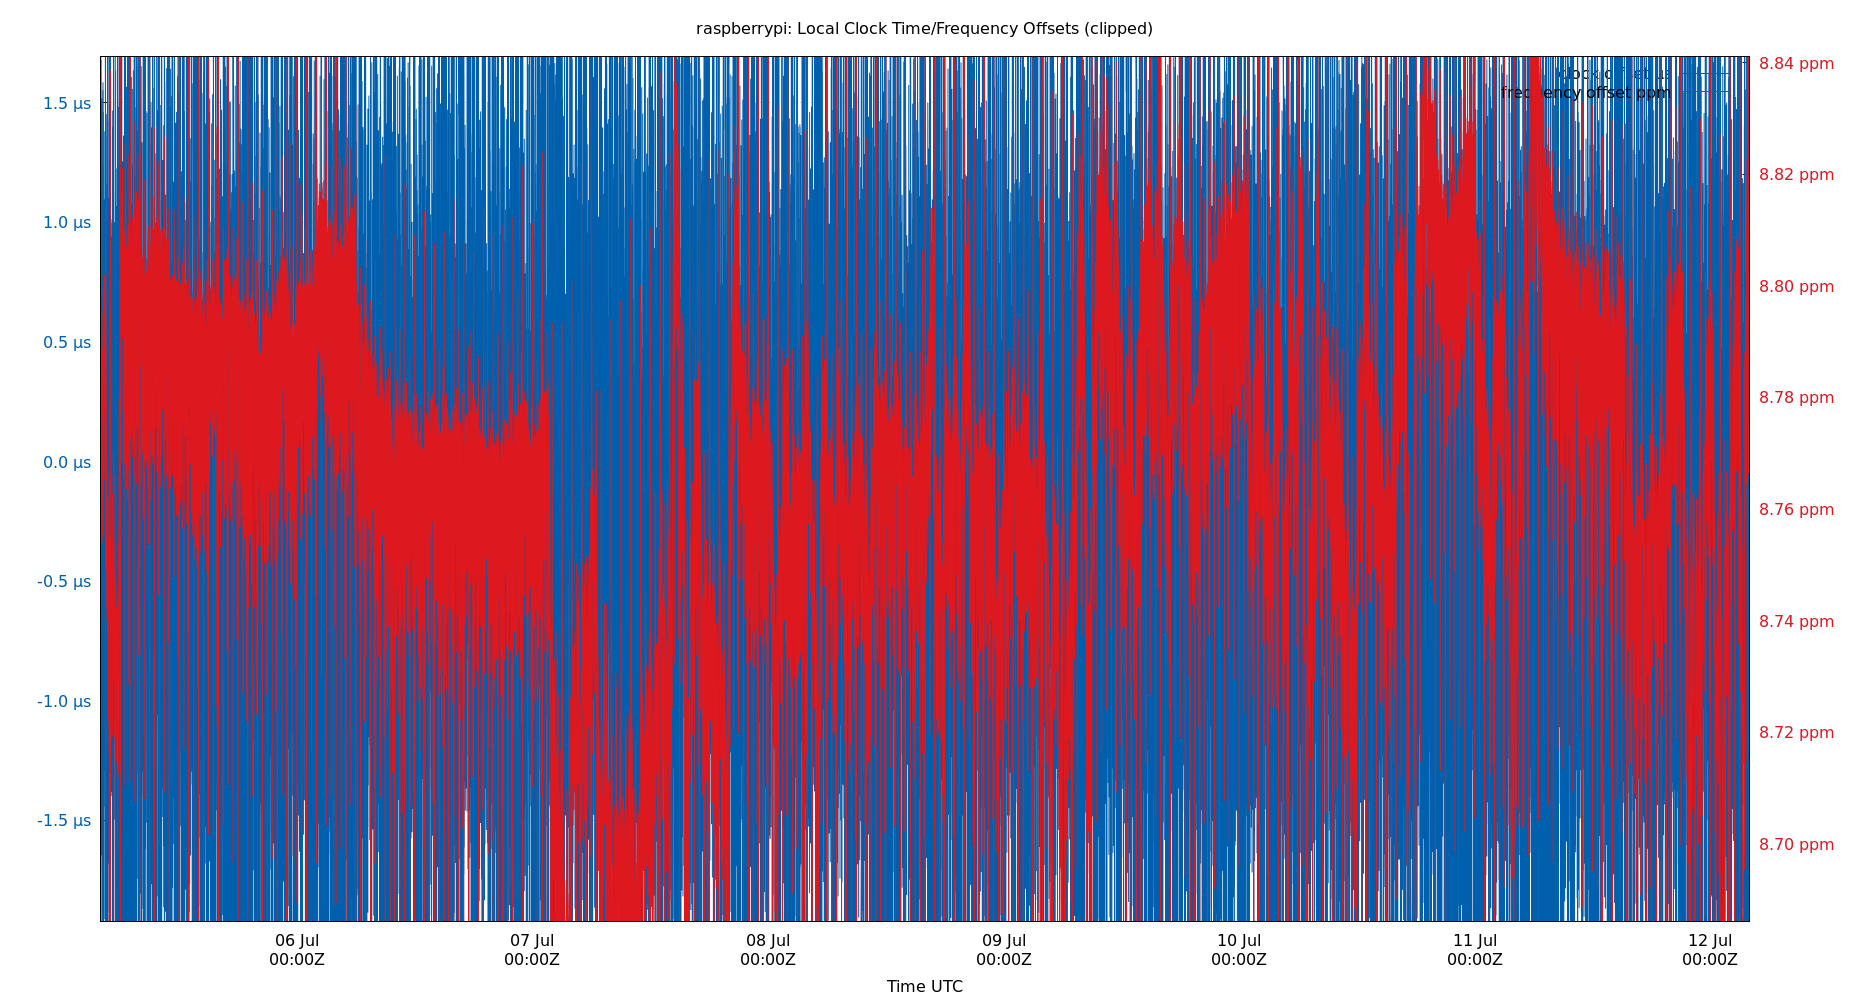 raspberrypi: Local Clock Time/Frequency Offsets (clipped)
clock offset µs
frequency offset ppm
1.5 µs
1.0 µs
0.5 µs
0.0 µs
-0.5 µs
-1.0 µs
-1.5 µs
8.84 ppm
8.82 ppm
8.80 ppm
8.78 ppm
8.76 ppm
8.74 ppm
8.72 ppm
8.70 ppm
06 Jul
00:00Z
07 Jul
00:00Z
08 Jul
00:00Z
09 Jul
00:00Z
10 Jul
00:00Z
11 Jul
00:00Z
12 Jul
00:00Z
Time UTC